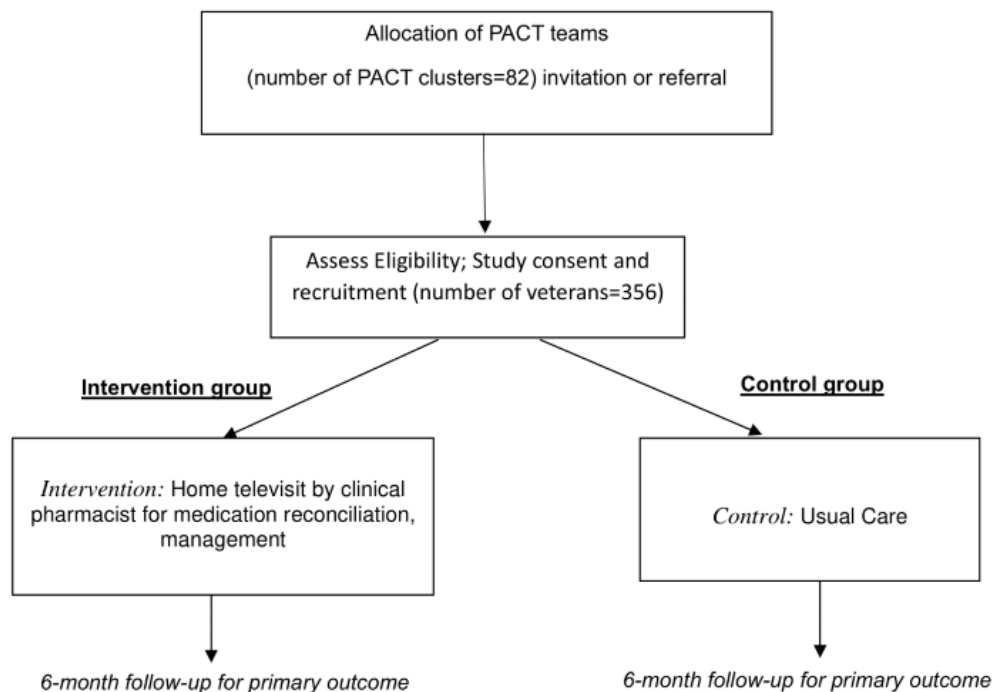 Allocation of PACT teams
(number of PACT clusters=82) invitation or referral
Assess Eligibility; Study consent and
recruitment (number of veterans=356)
Intervention group
Control group
Intervention: Home televisit by clinical
pharmacist for medication reconciliation,
management
Control: Usual Care
6-month follow-up for primary outcome
6-month follow-up for primary outcome